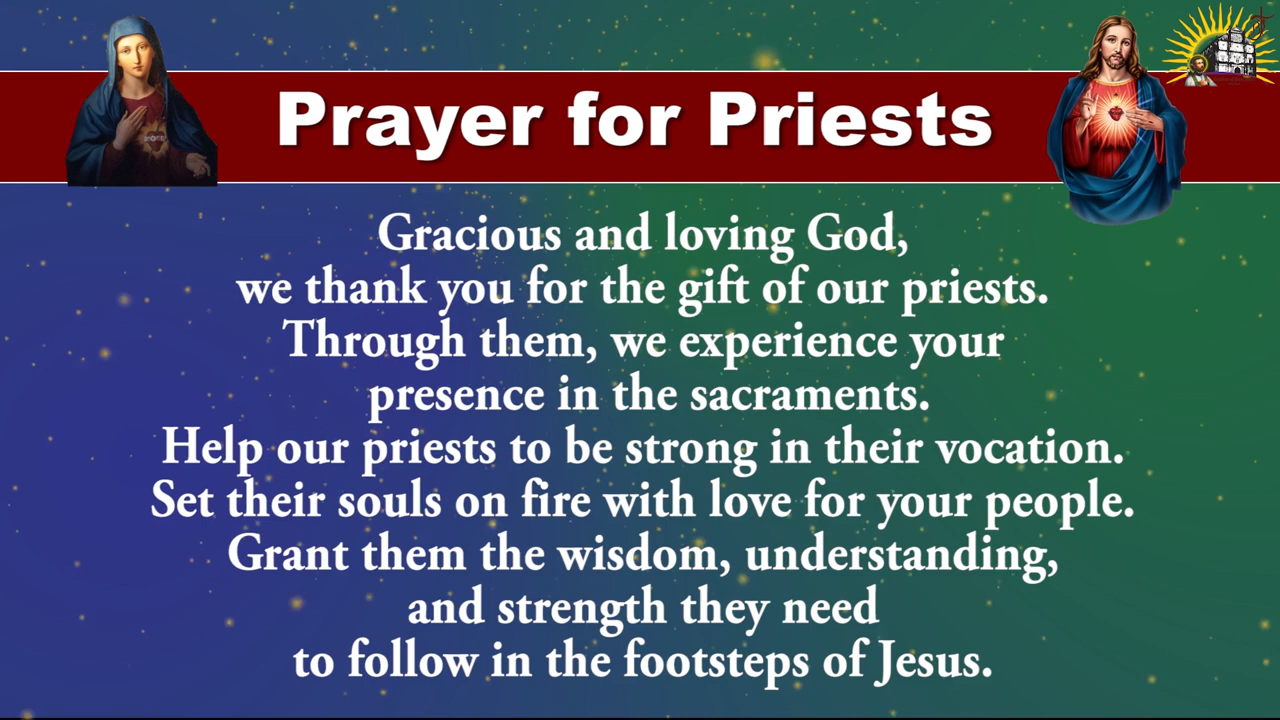 Prayer for Priests
Gracious and loving God,
we thank you for the gift of our priests.
Through them, we experience your
presence in the sacraments.
Help our priests to be strong in their vocation.
Set their souls on fire with love for your people.
Grant them the wisdom, understanding,
and strength they need
to follow in the footsteps of Jesus.